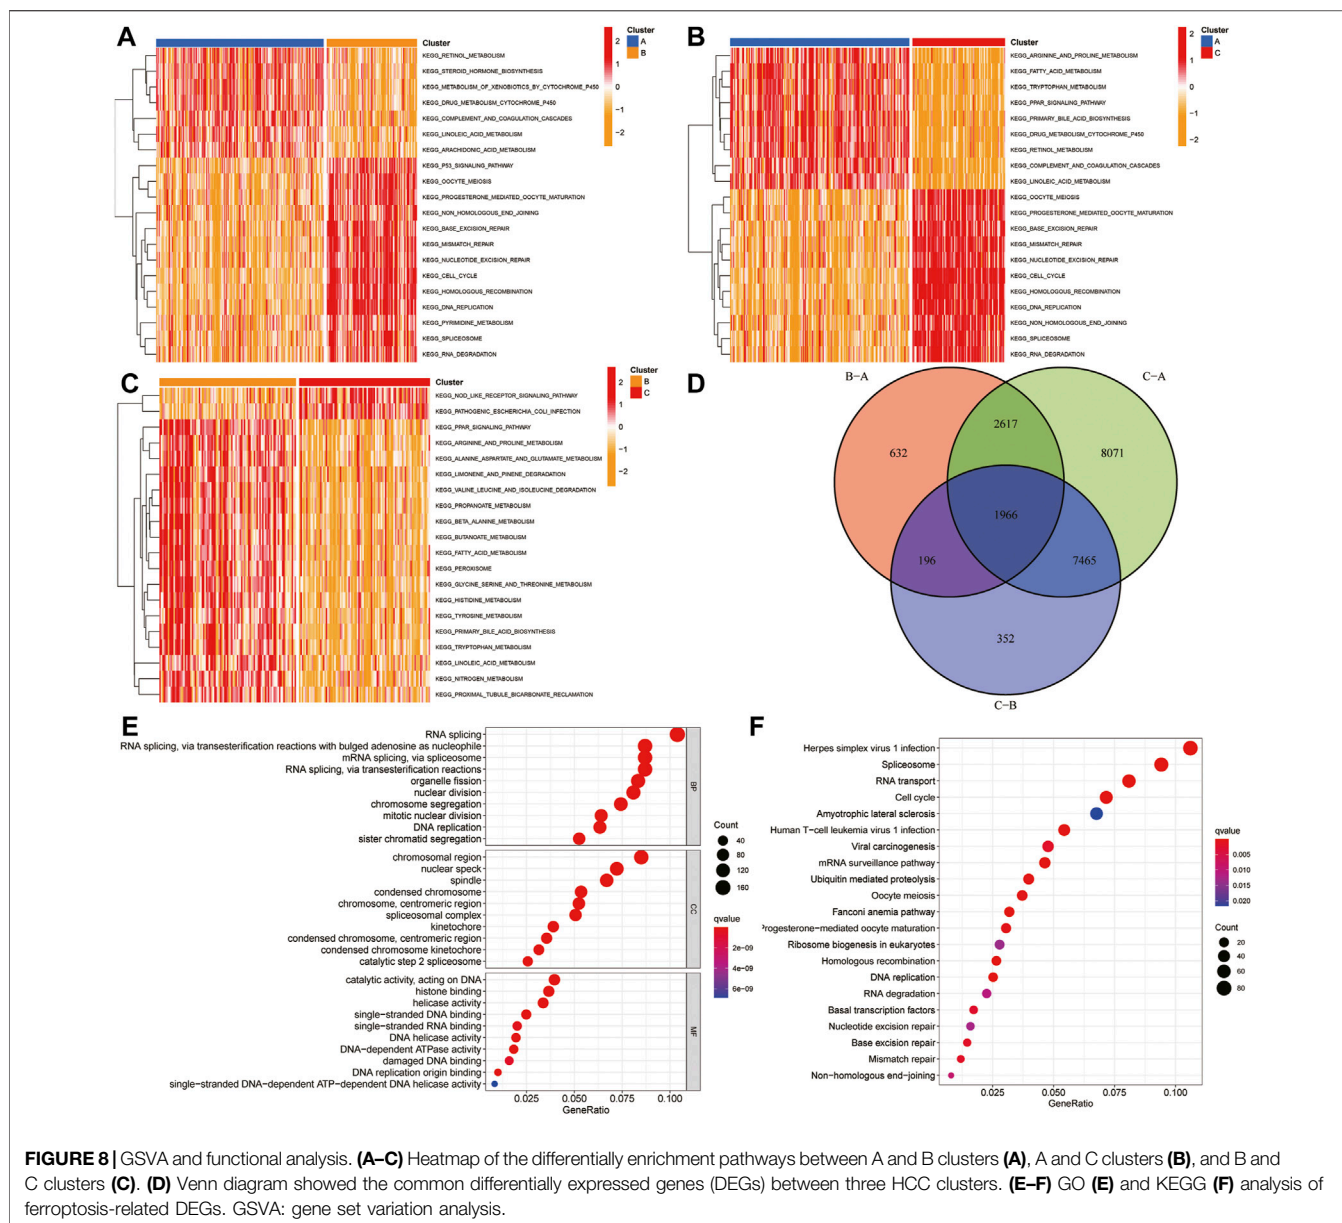 A
Cluster
KEGG_RETINOL_METABOLISM
KEGG_STEROID_HORMONE_BIOSYNTHESIS
KEGG_METABOLISM_OF_XENOBIOTICS_BY_CYTOCHROME_P450
KEGG_DRUG_METABOLISM_CYTOCHROME_P450
KEGG_COMPLEMENT_AND_COAGULATION_CASCADES
KEGG_LINOLEIC_ACID_METABOLISM
KEGG_ARACHIDONIC_ACID_METABOLISM
KEGG_P53_SIGNALING_PATHWAY
KEGG_OOCYTE_MEIOSIS
KEGG_PROGESTERONE_MEDIATED_OOCYTE_MATURATION
KEGG_NON_HOMOLOGOUS_END_JOINING
KEGG_BASE_EXCISION_REPAIR
KEGG_MISMATCH_REPAIR
KEGG_NUCLEOTIDE_EXCISION_REPAIR
KEGG_CELL_CYCLE
KEGG_HOMOLOGOUS_RECOMBINATION
KEGG_DNA_REPLICATION
KEGG_PYRIMIDINE_METABOLISM
KEGG_SPLICEOSOME
KEGG_RNA_DEGRADATION
2
1
0
−1
−2
Cluster
A
B
B
Cluster
KEGG_ARGININE_AND_PROLINE_METABOLISM
KEGG_FATTY_ACID_METABOLISM
KEGG_TRYPTOPHAN_METABOLISM
KEGG_PPAR_SIGNALING_PATHWAY
KEGG_PRIMARY_BILE_ACID_BIOSYNTHESIS
KEGG_DRUG_METABOLISM_CYTOCHROME_P450
KEGG_RETINOL_METABOLISM
KEGG_COMPLEMENT_AND_COAGULATION_CASCADES
KEGG_LINOLEIC_ACID_METABOLISM
KEGG_OOCYTE_MEIOSIS
KEGG_PROGESTERONE_MEDIATED_OOCYTE_MATURATION
KEGG_BASE_EXCISION_REPAIR
KEGG_MISMATCH_REPAIR
KEGG_NUCLEOTIDE_EXCISION_REPAIR
KEGG_CELL_CYCLE
KEGG_HOMOLOGOUS_RECOMBINATION
KEGG_DNA_REPLICATION
KEGG_NON_HOMOLOGOUS_END_JOINING
KEGG_SPLICEOSOME
KEGG_RNA_DEGRADATION
2
1
0
−1
−2
Cluster
A
C
C
Cluster
KEGG_NOD_LIKE_RECEPTOR_SIGNALING_PATHWAY
KEGG_PATHOGENIC_ESCHERICHIA_COLI_INFECTION
KEGG_PPAR_SIGNALING_PATHWAY
KEGG_ARGININE_AND_PROLINE_METABOLISM
KEGG_ALANINE_ASPARTATE_AND_GLUTAMATE_METABOLISM
KEGG_LIMONENE_AND_PINENE_DEGRADATION
KEGG_VALINE_LEUCINE_AND_ISOLEUCINE_DEGRADATION
KEGG_PROPANOATE_METABOLISM
KEGG_BETA_ALANINE_METABOLISM
KEGG_BUTANOATE_METABOLISM
KEGG_FATTY_ACID_METABOLISM
KEGG_PEROXISOME
KEGG_GLYCINE_SERINE_AND_THREONINE_METABOLISM
KEGG_HISTIDINE_METABOLISM
KEGG_TYROSINE_METABOLISM
KEGG_PRIMARY_BILE_ACID_BIOSYNTHESIS
KEGG_TRYPTOPHAN_METABOLISM
KEGG_LINOLEIC_ACID_METABOLISM
KEGG_NITROGEN_METABOLISM
KEGG_PROXIMAL_TUBULE_BICARBONATE_RECLAMATION
2
1
0
−1
−2
Cluster
B
C
D
B−A
C−A
2617
632
8071
1966
196
7465
352
C−B
E
RNA splicing
RNA splicing, via transesterification reactions with bulged adenosine as nucleophile
mRNA splicing, via spliceosome
RNA splicing, via transesterification reactions
organelle fission
nuclear division
chromosome segregation
mitotic nuclear division
DNA replication
sister chromatid segregation
BP
chromosomal region
nuclear speck
spindle
condensed chromosome
chromosome, centromeric region
spliceosomal complex
kinetochore
condensed chromosome, centromeric region
condensed chromosome kinetochore
catalytic step 2 spliceosome
CC
catalytic activity, acting on DNA
histone binding
helicase activity
single−stranded DNA binding
single−stranded RNA binding
DNA helicase activity
DNA−dependent ATPase activity
damaged DNA binding
DNA replication origin binding
single−stranded DNA−dependent ATP−dependent DNA helicase activity
MF
0.025
0.050
0.075
0.100
GeneRatio
Count
40
80
120
160
qvalue
2e−09
4e−09
6e−09
F
Herpes simplex virus 1 infection
Spliceosome
RNA transport
Cell cycle
Amyotrophic lateral sclerosis
Human T−cell leukemia virus 1 infection
Viral carcinogenesis
mRNA surveillance pathway
Ubiquitin mediated proteolysis
Oocyte meiosis
Fanconi anemia pathway
Progesterone−mediated oocyte maturation
Ribosome biogenesis in eukaryotes
Homologous recombination
DNA replication
RNA degradation
Basal transcription factors
Nucleotide excision repair
Base excision repair
Mismatch repair
Non−homologous end−joining
0.025
0.050
0.075
0.100
GeneRatio
qvalue
0.005
0.010
0.015
0.020
Count
20
40
60
80
FIGURE 8 | GSVA and functional analysis. (A–C) Heatmap of the differentially enrichment pathways between A and B clusters (A), A and C clusters (B), and B and
C clusters (C). (D) Venn diagram showed the common differentially expressed genes (DEGs) between three HCC clusters. (E–F) GO (E) and KEGG (F) analysis of
ferroptosis-related DEGs. GSVA: gene set variation analysis.